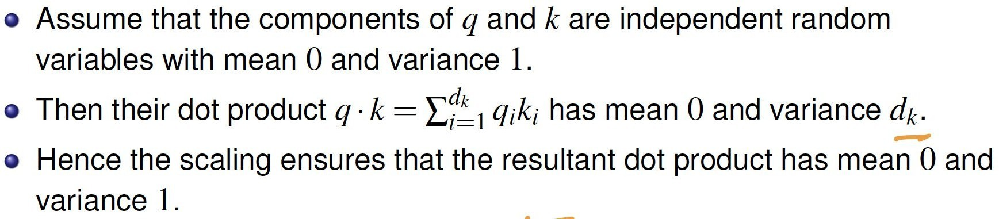 • Assume that the components of q and k are independent random
variables with mean 0 and variance 1.
• Then their dot product q · k = ∑_{i=1}^{d_k} q_i k_i has mean 0 and variance d_k.
• Hence the scaling ensures that the resultant dot product has mean 0 and
variance 1.